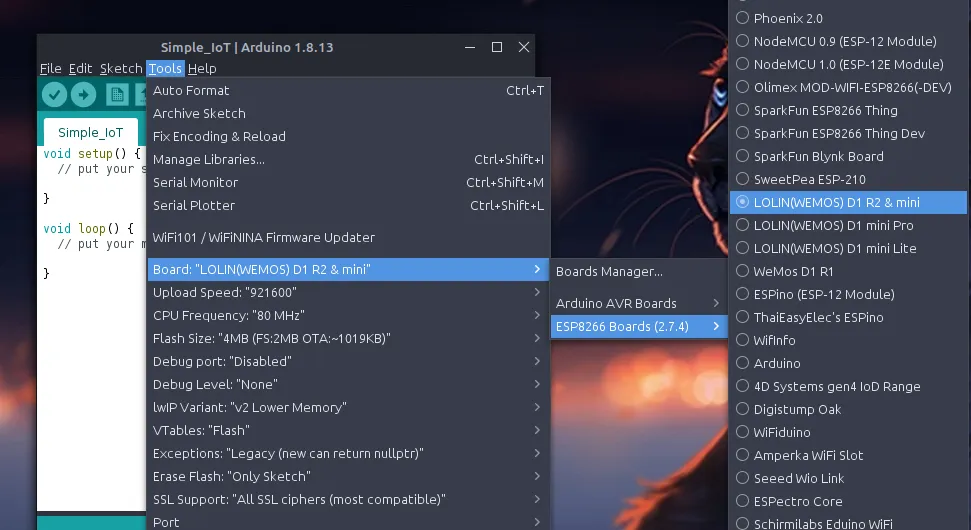 Simple_IoT | Arduino 1.8.13
File Edit Sketch Tools Help
Simple_IoT
void setup() {
// put your s
}
void loop() {
// put your m
}
Auto Format Ctrl+T
Archive Sketch
Fix Encoding & Reload
Manage Libraries... Ctrl+Shift+I
Serial Monitor Ctrl+Shift+M
Serial Plotter Ctrl+Shift+L
WiFi101 / WiFiNINA Firmware Updater
Board: "LOLIN(WEMOS) D1 R2 & mini"
Upload Speed: "921600"
CPU Frequency: "80 MHz"
Flash Size: "4MB (FS:2MB OTA:~1019KB)"
Debug port: "Disabled"
Debug Level: "None"
lwIP Variant: "v2 Lower Memory"
VTables: "Flash"
Exceptions: "Legacy (new can return nullptr)"
Erase Flash: "Only Sketch"
SSL Support: "All SSL ciphers (most compatible)"
Port
Boards Manager...
Arduino AVR Boards
ESP8266 Boards (2.7.4)
Phoenix 2.0
NodeMCU 0.9 (ESP-12 Module)
NodeMCU 1.0 (ESP-12E Module)
Olimex MOD-WIFI-ESP8266(-DEV)
SparkFun ESP8266 Thing
SparkFun ESP8266 Thing Dev
SparkFun Blynk Board
SweetPea ESP-210
LOLIN(WEMOS) D1 R2 & mini
LOLIN(WEMOS) D1 mini Pro
LOLIN(WEMOS) D1 mini Lite
WeMos D1 R1
ESPino (ESP-12 Module)
ThaiEasyElec's ESPino
WifInfo
Arduino
4D Systems gen4 IoD Range
Digistump Oak
WiFiduino
Amperka WiFi Slot
Seeed Wio Link
ESPectro Core
Schirmilabs Eduino WiFi